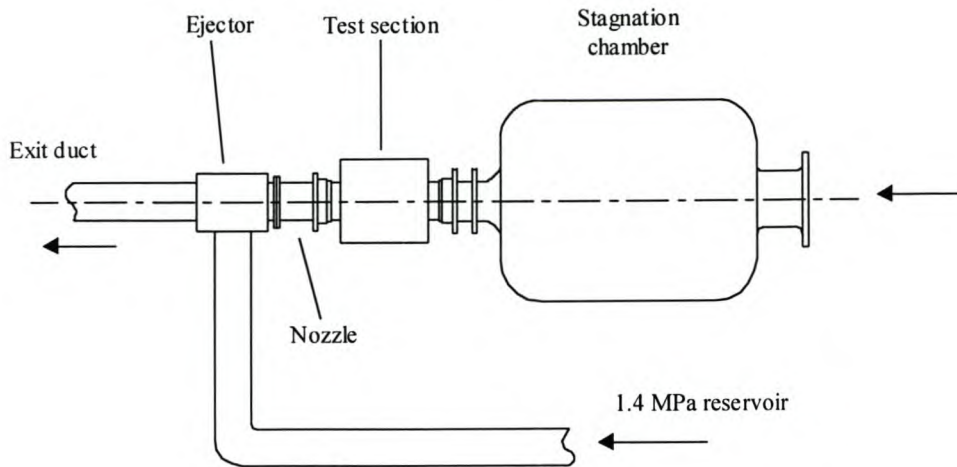 Ejector
Test section
Stagnation
chamber
Exit duct
Nozzle
1.4 MPa reservoir